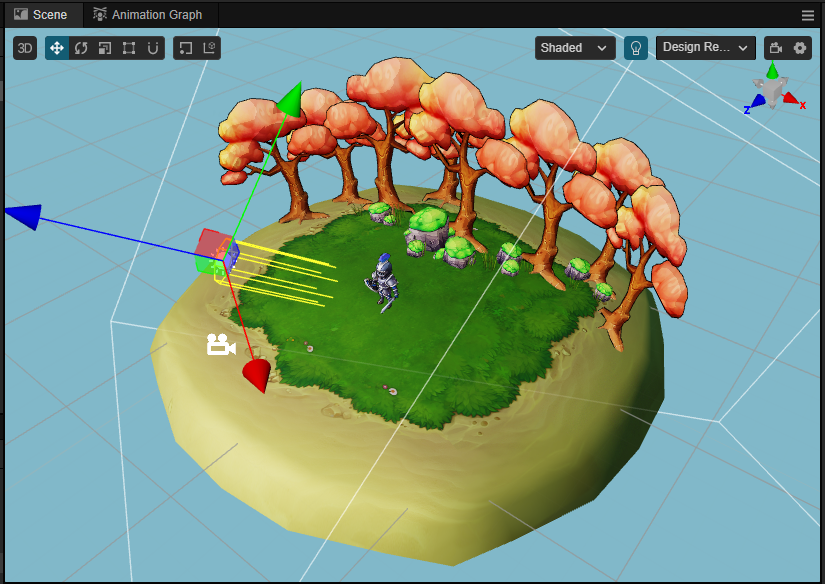 Scene
Animation Graph
3D
Shaded
Design Re...
Z
X